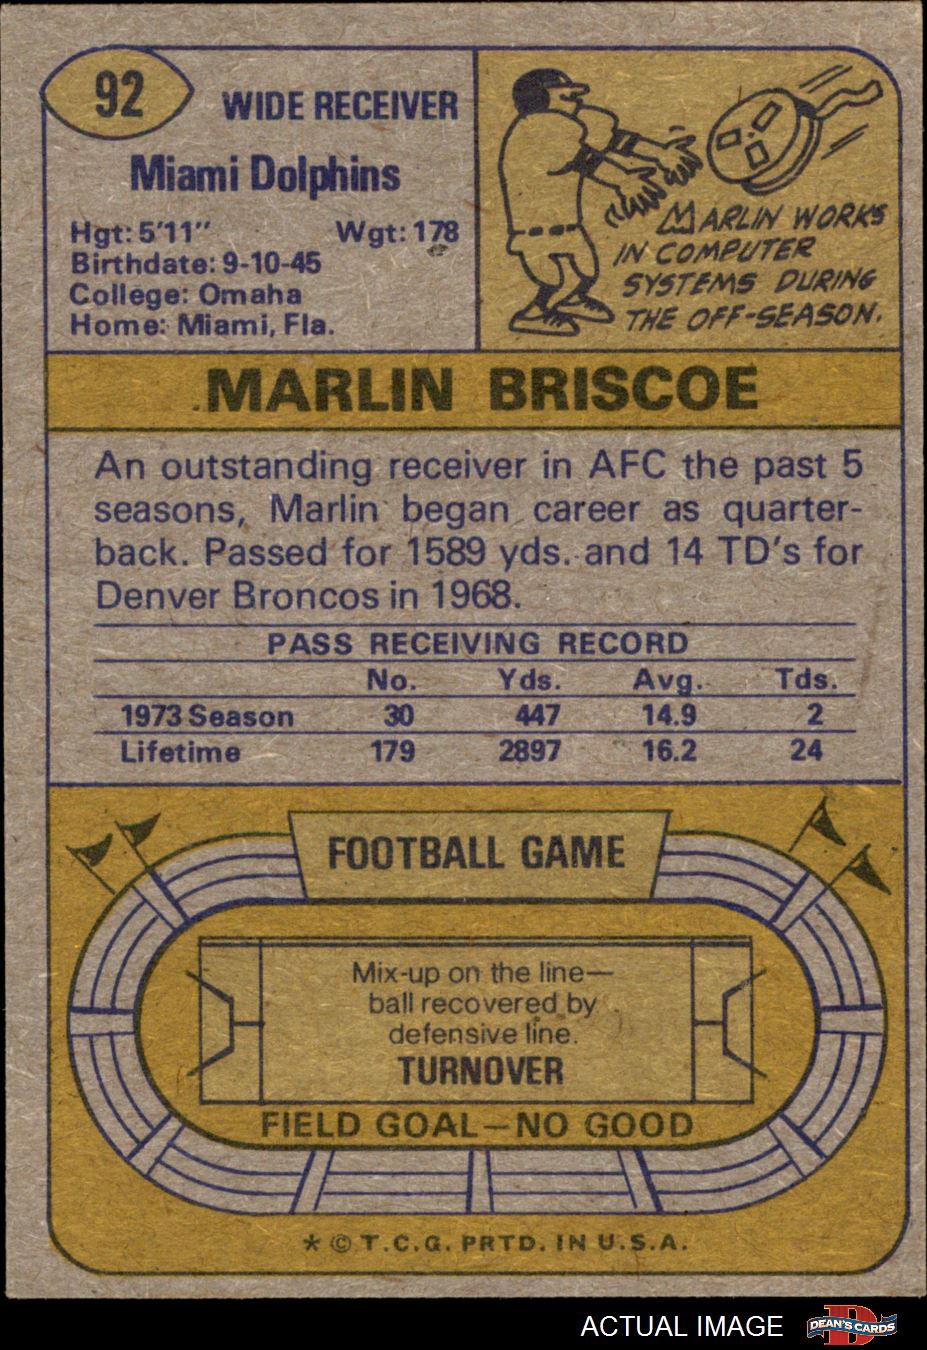 92
WIDE RECEIVER
Miami Dolphins
Hgt: 5'11" Wgt: 178
Birthdate: 9-10-45
College: Omaha
Home: Miami, Fla.
MARLIN WORKS
IN COMPUTER
SYSTEMS DURING
THE OFF-SEASON.
MARLIN BRISCOE
An outstanding receiver in AFC the past 5
seasons, Marlin began career as quarter-
back. Passed for 1589 yds. and 14 TD's for
Denver Broncos in 1968.
PASS RECEIVING RECORD
No. Yds. Avg. Tds.
1973 Season 30 447 14.9 2
Lifetime 179 2897 16.2 24
FOOTBALL GAME
Mix-up on the line—
ball recovered by
defensive line.
TURNOVER
FIELD GOAL—NO GOOD
* © T.C.G. PRTD. IN U.S.A.
ACTUAL IMAGE
D
DEAN'S CARDS